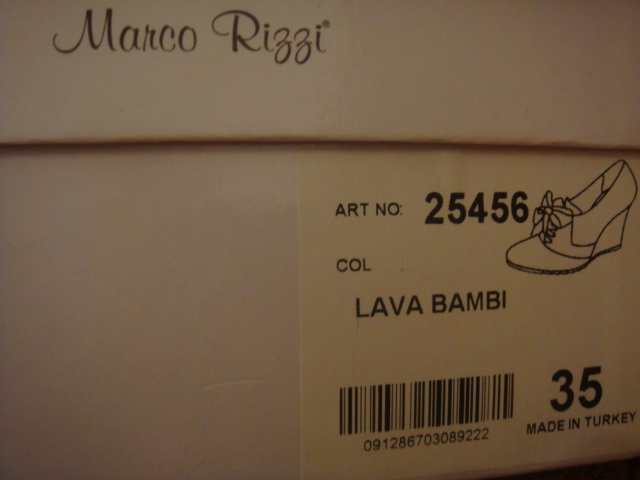 Marco Rizzi®
ART NO: 25456
COL
LAVA BAMBI
35
091286703089222
MADE IN TURKEY